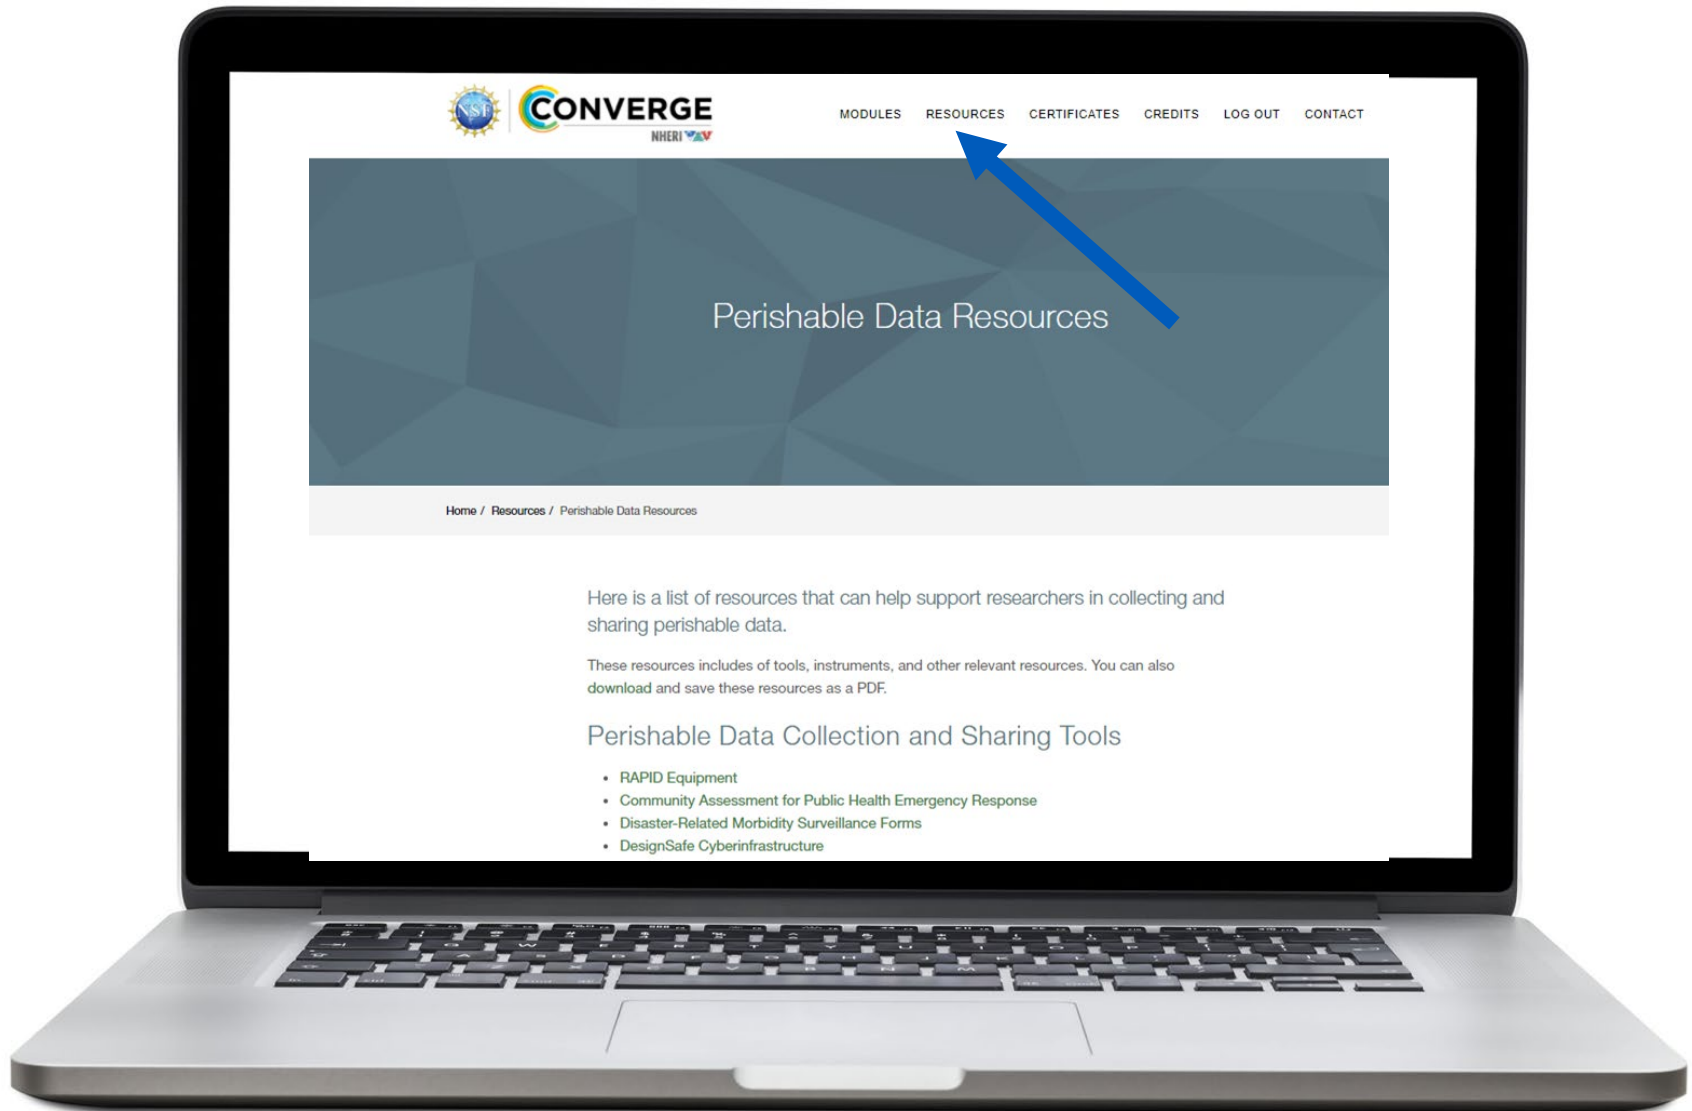 NSF
CONVERGE
NHERI
MODULES RESOURCES CERTIFICATES CREDITS LOG OUT CONTACT
Perishable Data Resources
Home / Resources / Perishable Data Resources
Here is a list of resources that can help support researchers in collecting and
sharing perishable data.
These resources includes of tools, instruments, and other relevant resources. You can also
download and save these resources as a PDF.
Perishable Data Collection and Sharing Tools
• RAPID Equipment
• Community Assessment for Public Health Emergency Response
• Disaster-Related Morbidity Surveillance Forms
• DesignSafe Cyberinfrastructure